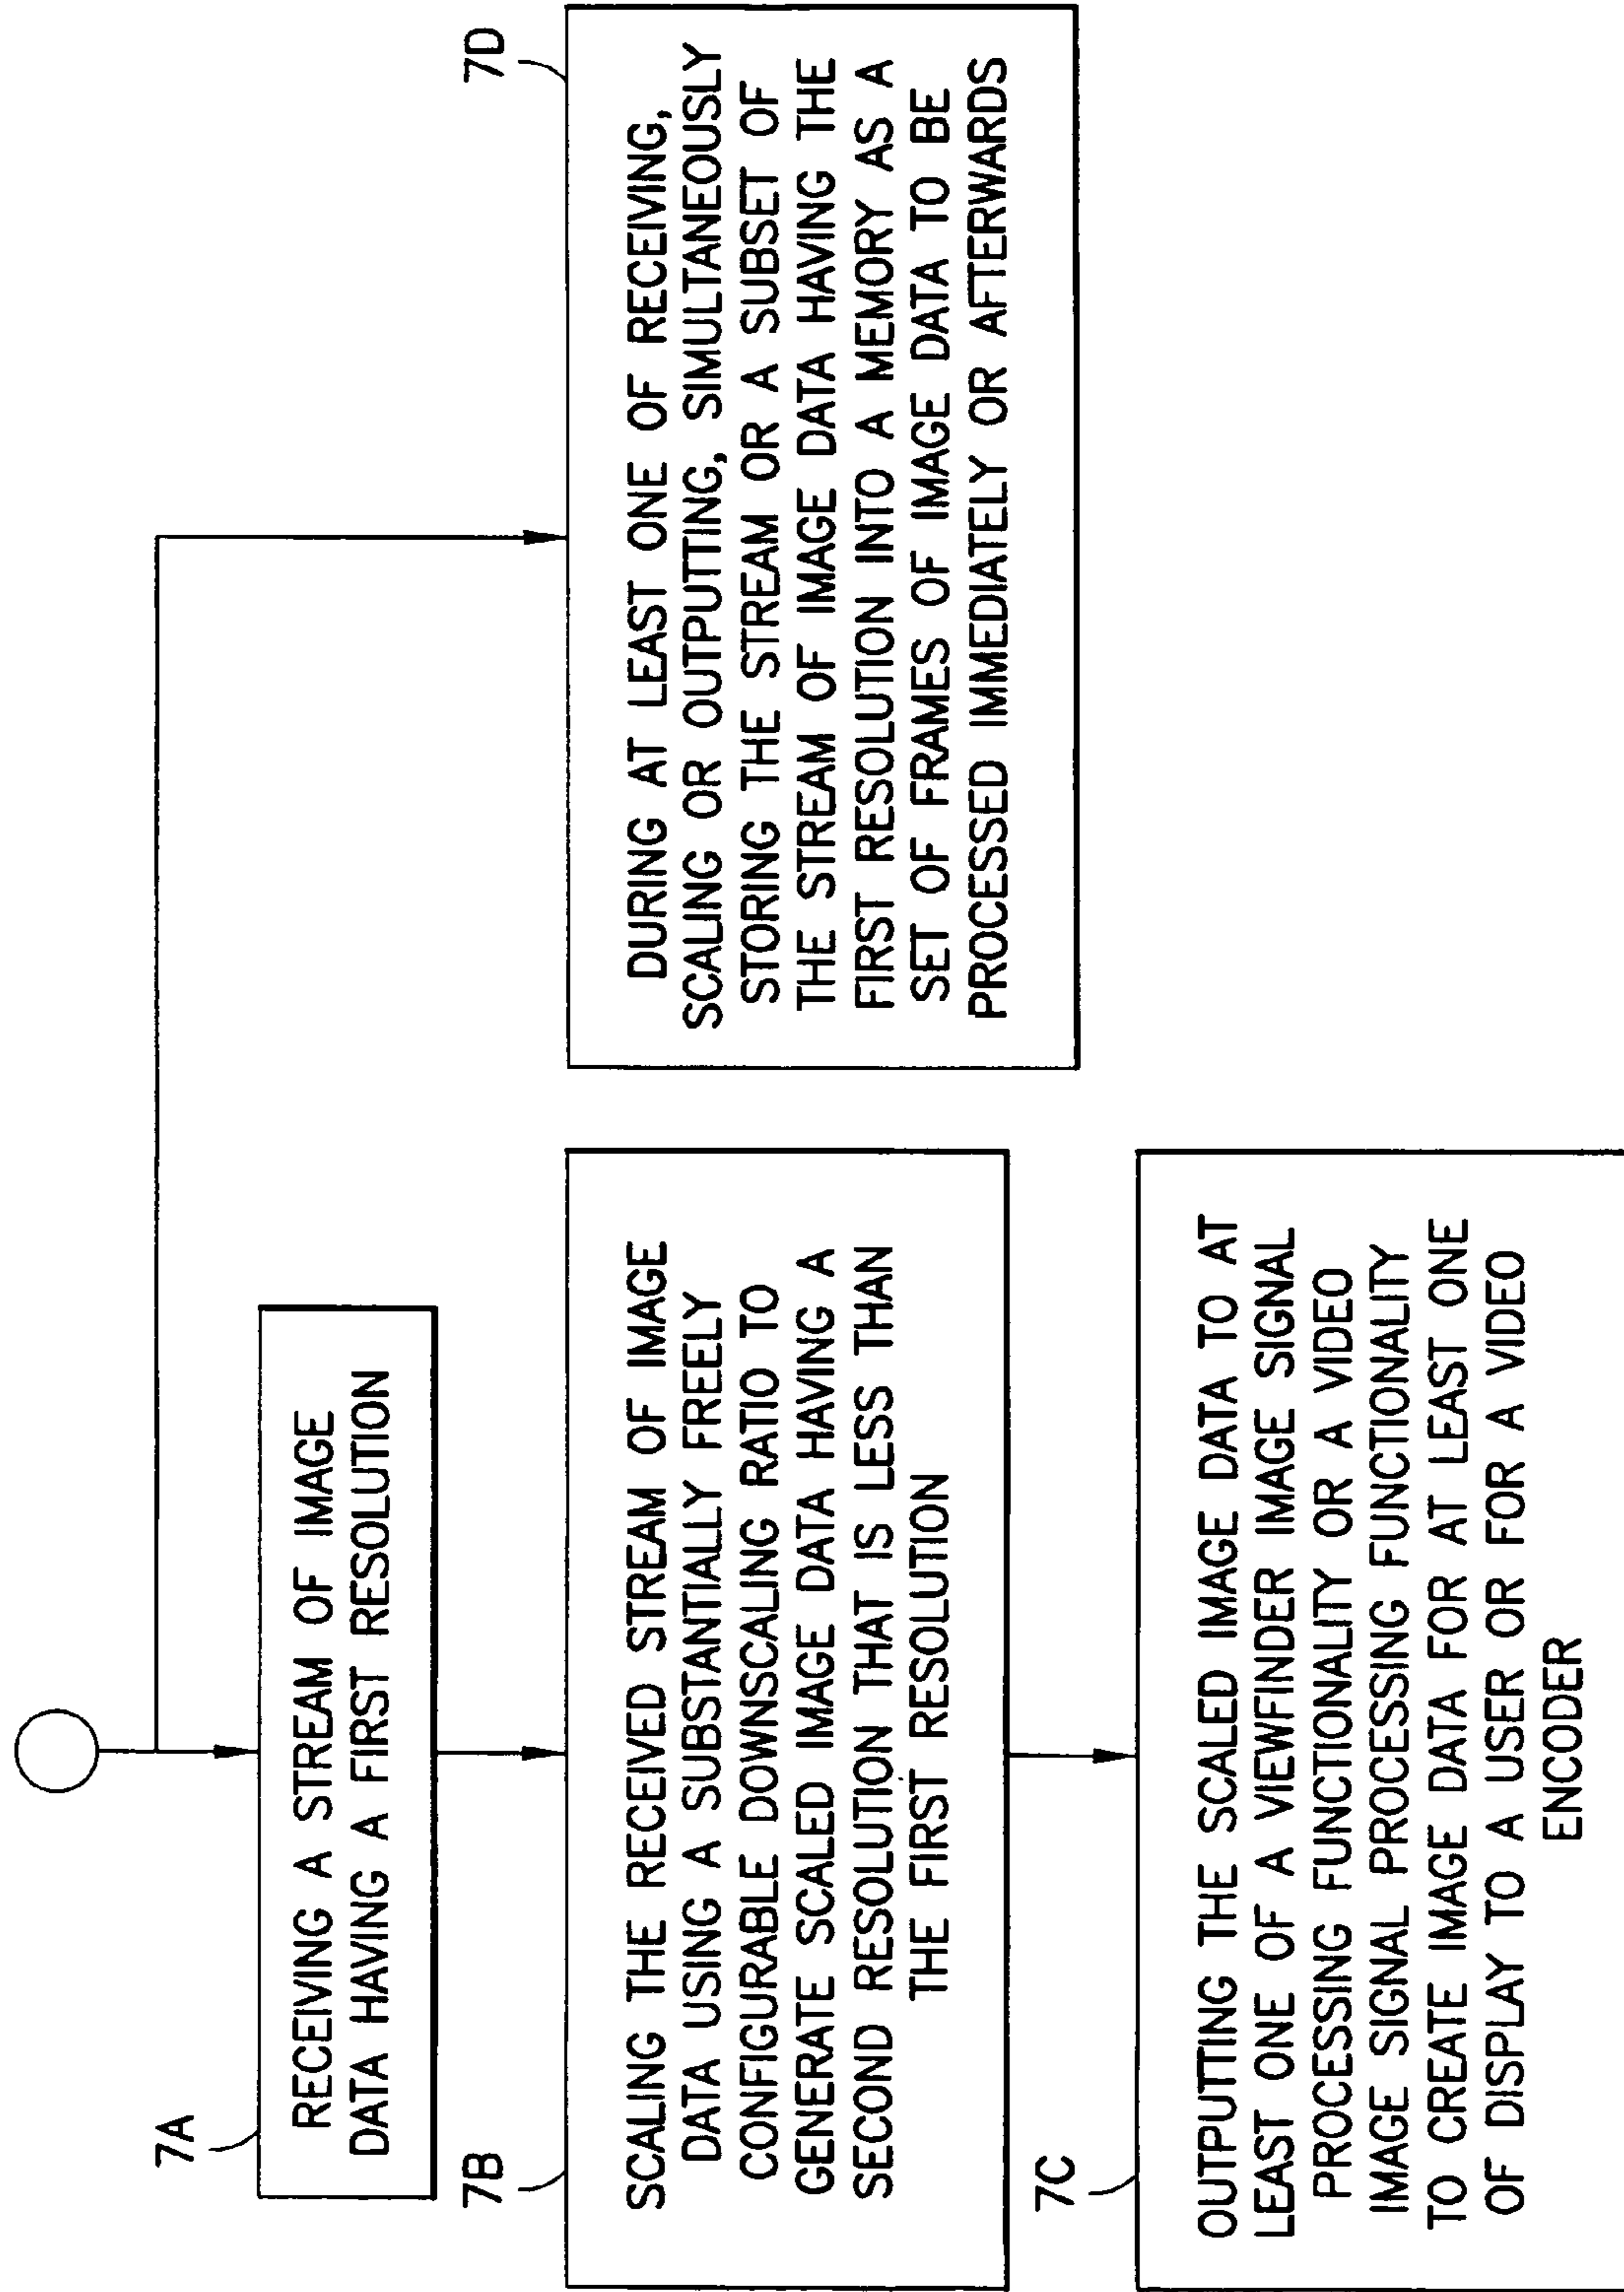 7A
RECEIVING A STREAM OF IMAGE
DATA HAVING A FIRST RESOLUTION
7B
SCALING THE RECEIVED STREAM OF IMAGE
DATA USING A SUBSTANTIALLY FREELY
CONFIGURABLE DOWNSCALING RATIO TO
GENERATE SCALED IMAGE DATA HAVING A
SECOND RESOLUTION THAT IS LESS THAN
THE FIRST RESOLUTION
7C
OUTPUTTING THE SCALED IMAGE DATA TO AT
LEAST ONE OF A VIEWFINDER IMAGE SIGNAL
PROCESSING FUNCTIONALITY OR A VIDEO
IMAGE SIGNAL PROCESSING FUNCTIONALITY
TO CREATE IMAGE DATA FOR AT LEAST ONE
OF DISPLAY TO A USER OR FOR A VIDEO
ENCODER
7D
DURING AT LEAST ONE OF RECEIVING,
SCALING OR OUTPUTTING, SIMULTANEOUSLY
STORING THE STREAM OR A SUBSET OF
THE STREAM OF IMAGE DATA HAVING THE
FIRST RESOLUTION INTO A MEMORY AS A
SET OF FRAMES OF IMAGE DATA TO BE
PROCESSED IMMEDIATELY OR AFTERWARDS